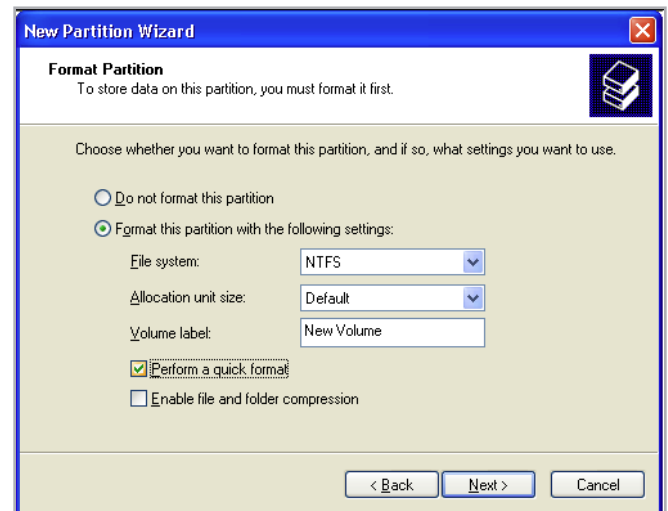 New Partition Wizard
Format Partition
To store data on this partition, you must format it first.
Choose whether you want to format this partition, and if so, what settings you want to use.
Do not format this partition
Format this partition with the following settings:
File system: NTFS
Allocation unit size: Default
Volume label: New Volume
Perform a quick format
Enable file and folder compression
< Back Next > Cancel